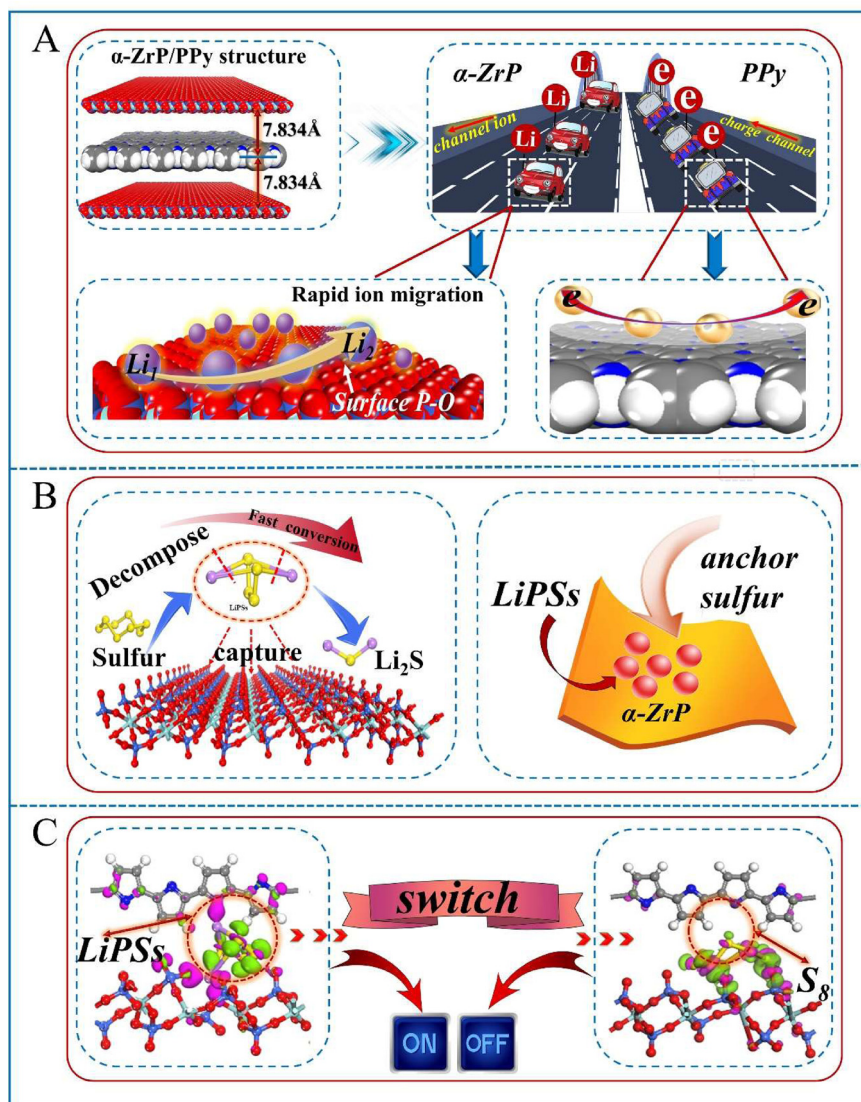 A
α-ZrP/PPy structure
7.834Å
7.834Å
α-ZrP
PPy
Li
Li
Li
e
e
e
channel ion
charge channel
Rapid ion migration
Li₁
Li₂
Surface P-O
e
e
B
Decompose
Fast conversion
LiPSs
Sulfur
capture
Li₂S
LiPSs
anchor
sulfur
α-ZrP
C
LiPSs
switch
ON
OFF
S₈